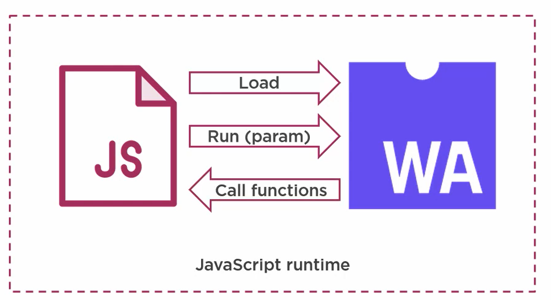 JS
Load
Run (param)
Call functions
WA
JavaScript runtime